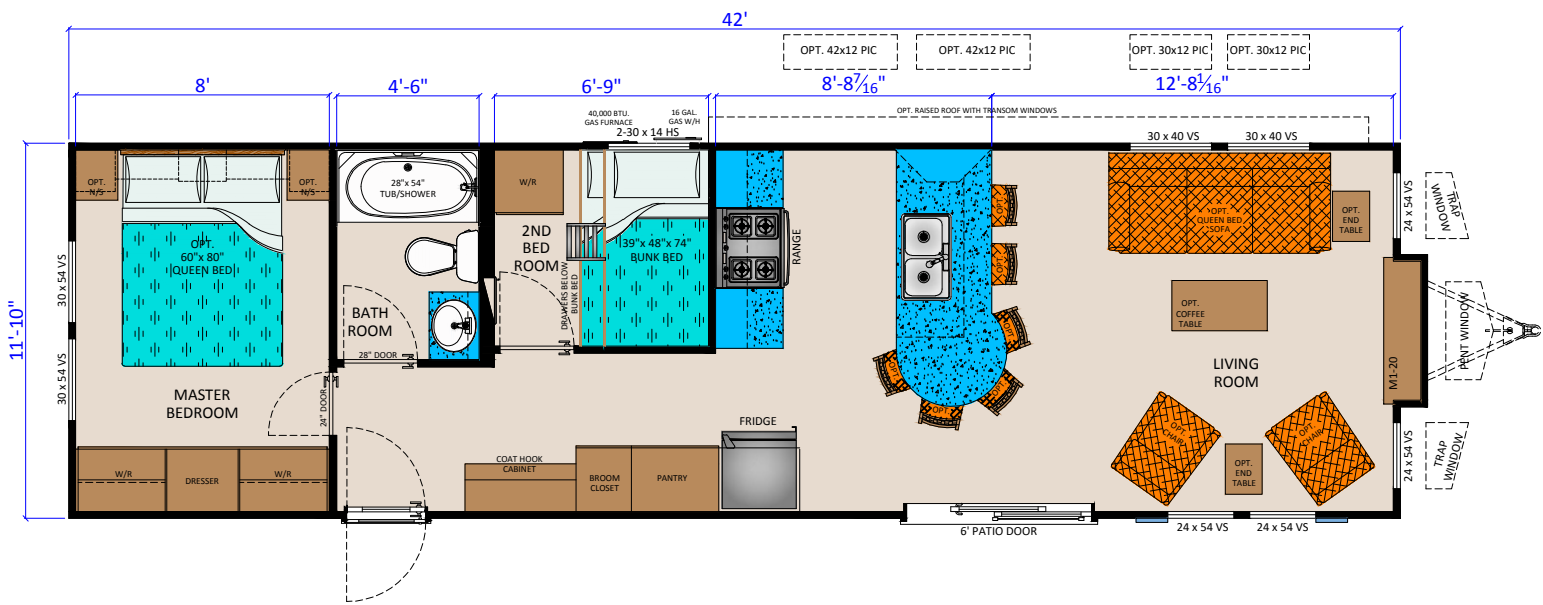 42'
OPT. 42x12 PIC
OPT. 42x12 PIC
OPT. 30x12 PIC
OPT. 30x12 PIC
8'
4'-6"
6'-9"
8'-8 7/16"
12'-8 1/16"
40,000 BTU.
GAS FURNACE
16 GAL.
GAS W/H
2-30 x 14 HS
OPT. RAISED ROOF WITH TRANSOM WINDOWS
30 x 40 VS
30 x 40 VS
11'-10"
30 x 54 VS
30 x 54 VS
OPT.
N/S
OPT.
N/S
OPT.
60"x 80"
QUEEN BED
MASTER
BEDROOM
W/R
DRESSER
W/R
24" DOOR
28"x 54"
TUB/SHOWER
BATH
ROOM
28" DOOR
W/R
2ND
BED
ROOM
DRAWERS BELOW
BUNK BED
39"x 48"x 74"
BUNK BED
RANGE
COAT HOOK
CABINET
BROOM
CLOSET
PANTRY
FRIDGE
OPT.
OPT.
OPT.
OPT.
OPT.
OPT.
6' PATIO DOOR
OPT.
QUEEN BED
SOFA
OPT.
END
TABLE
OPT.
COFFEE
TABLE
LIVING
ROOM
M1-20
OPT.
CHAIR
OPT.
END
TABLE
OPT.
CHAIR
24 x 54 VS
24 x 54 VS
24 x 54 VS
TRAP
WINDOW
PENT WINDOW
24 x 54 VS
TRAP
WINDOW